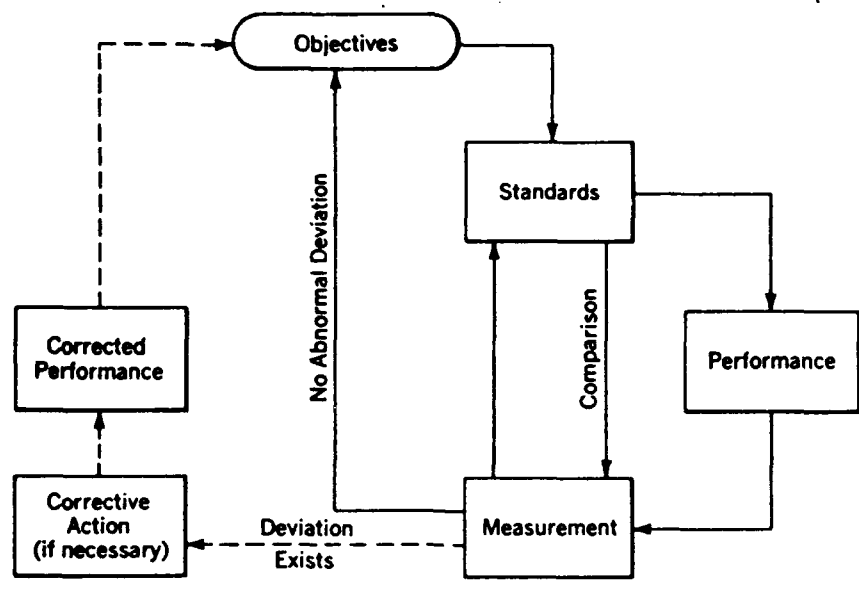 Objectives
Standards
No Abnormal Deviation
Comparison
Corrected
Performance
Performance
Corrective
Action
(if necessary)
Deviation
Exists
Measurement